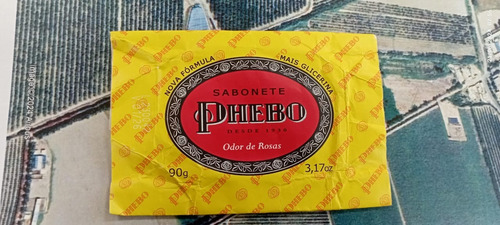 NOVA FÓRMULA
MAIS GLICERINA
SABONETE
PHEBO
DESDE 1930
Odor de Rosas
90g
3,17oz